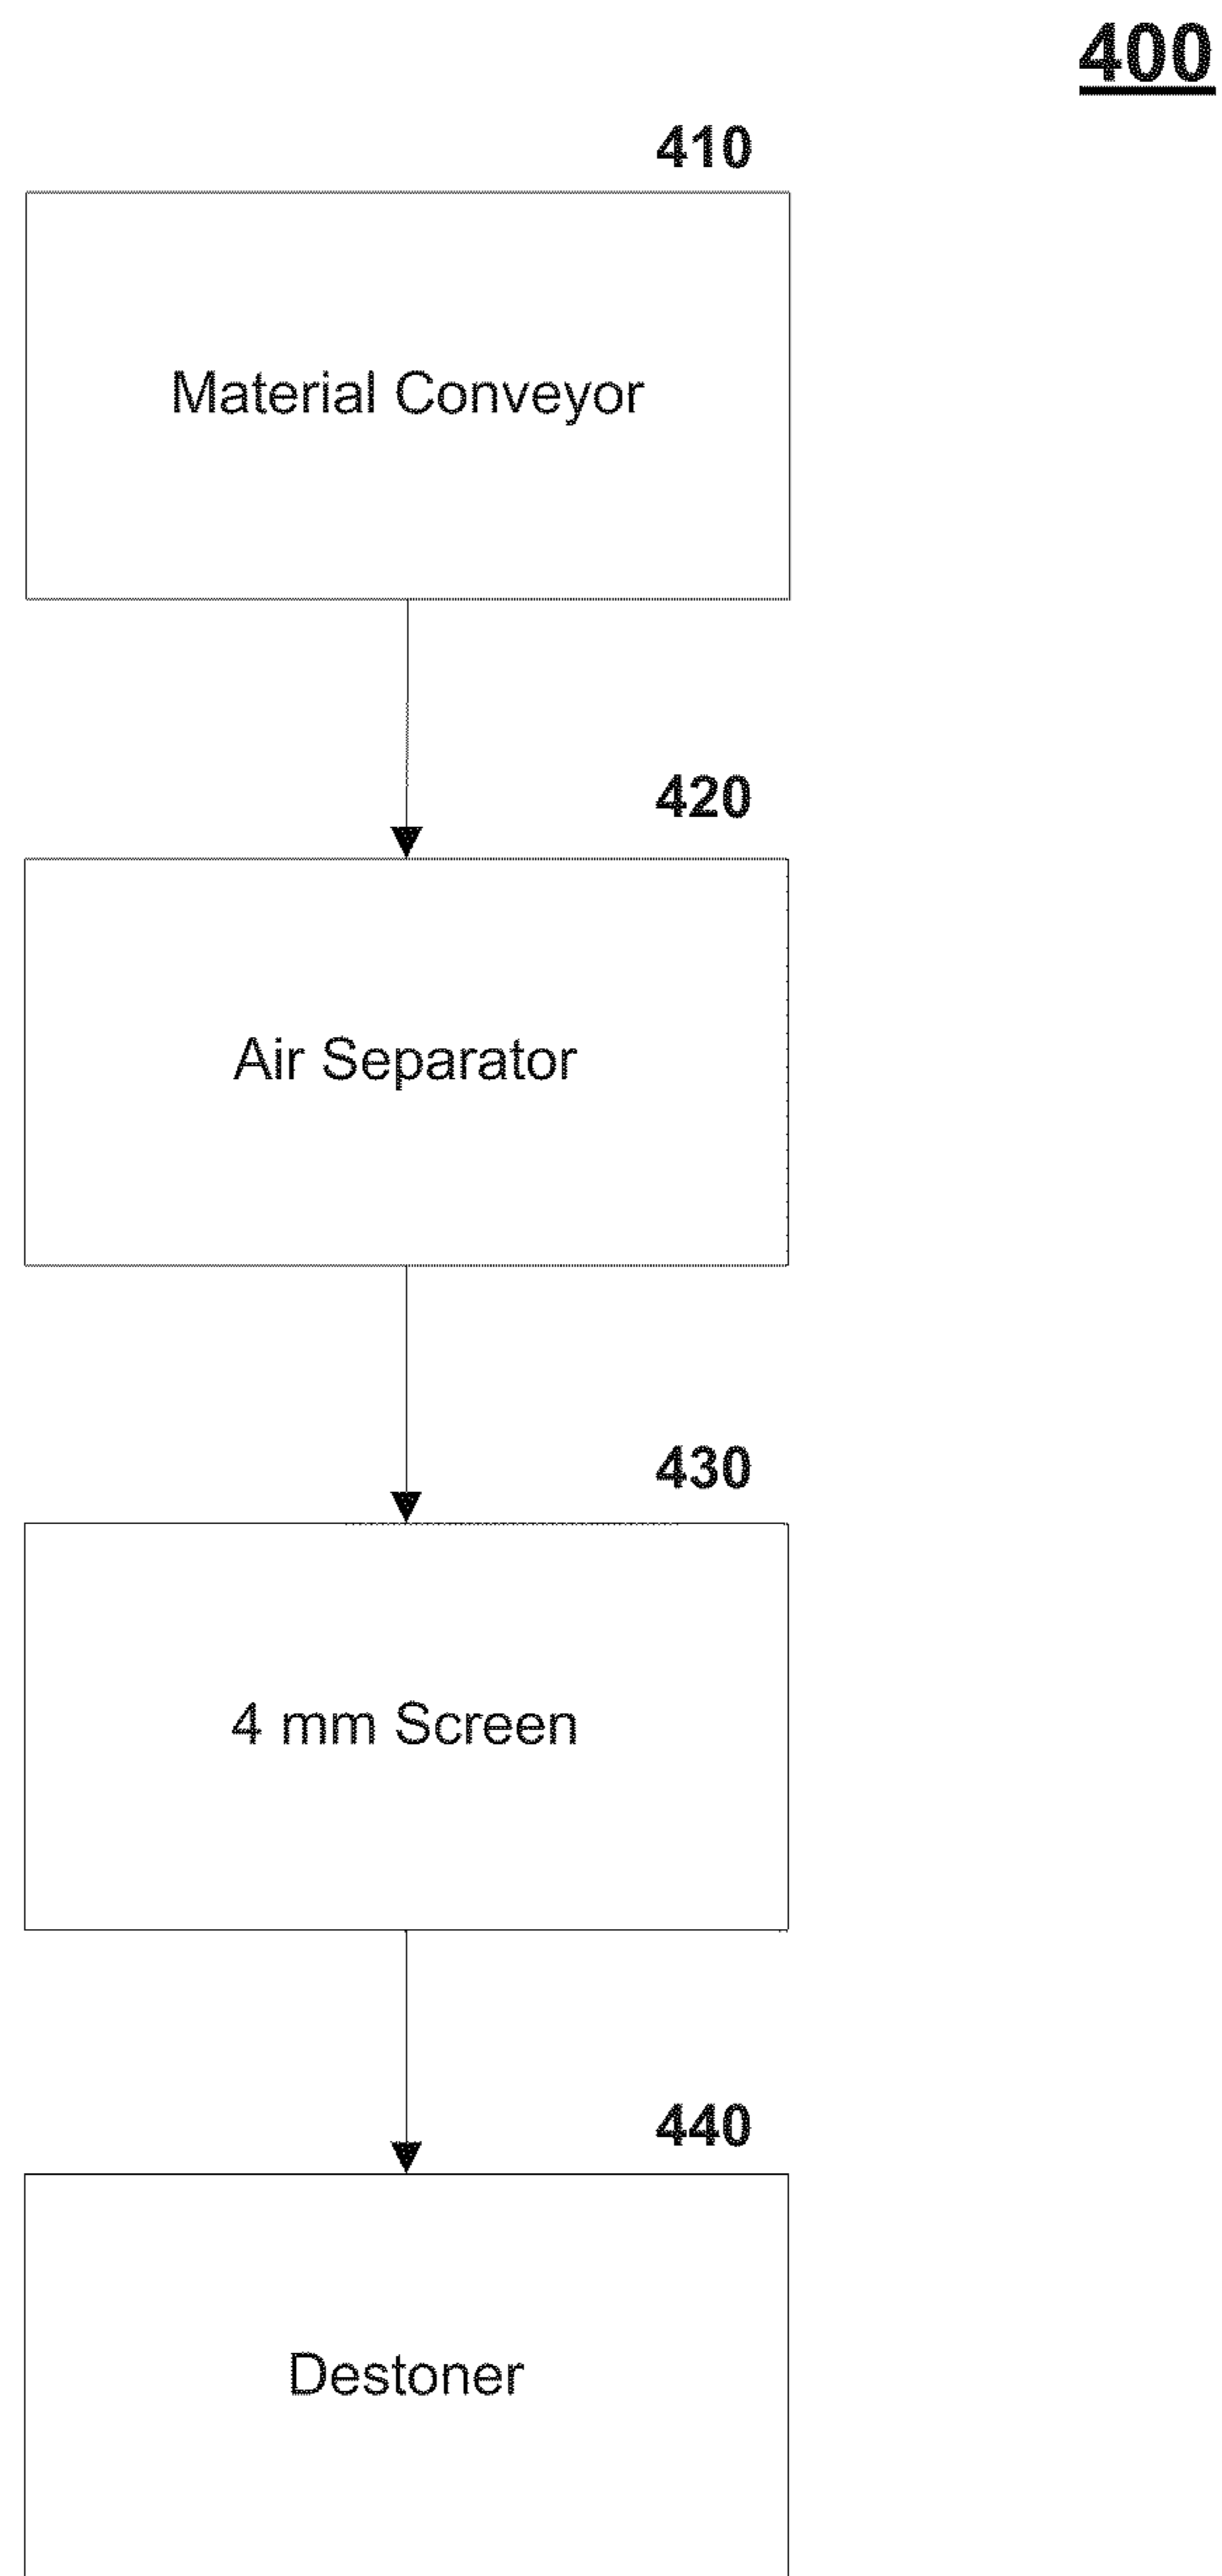 400
410
Material Conveyor
420
Air Separator
430
4 mm Screen
440
Destoner